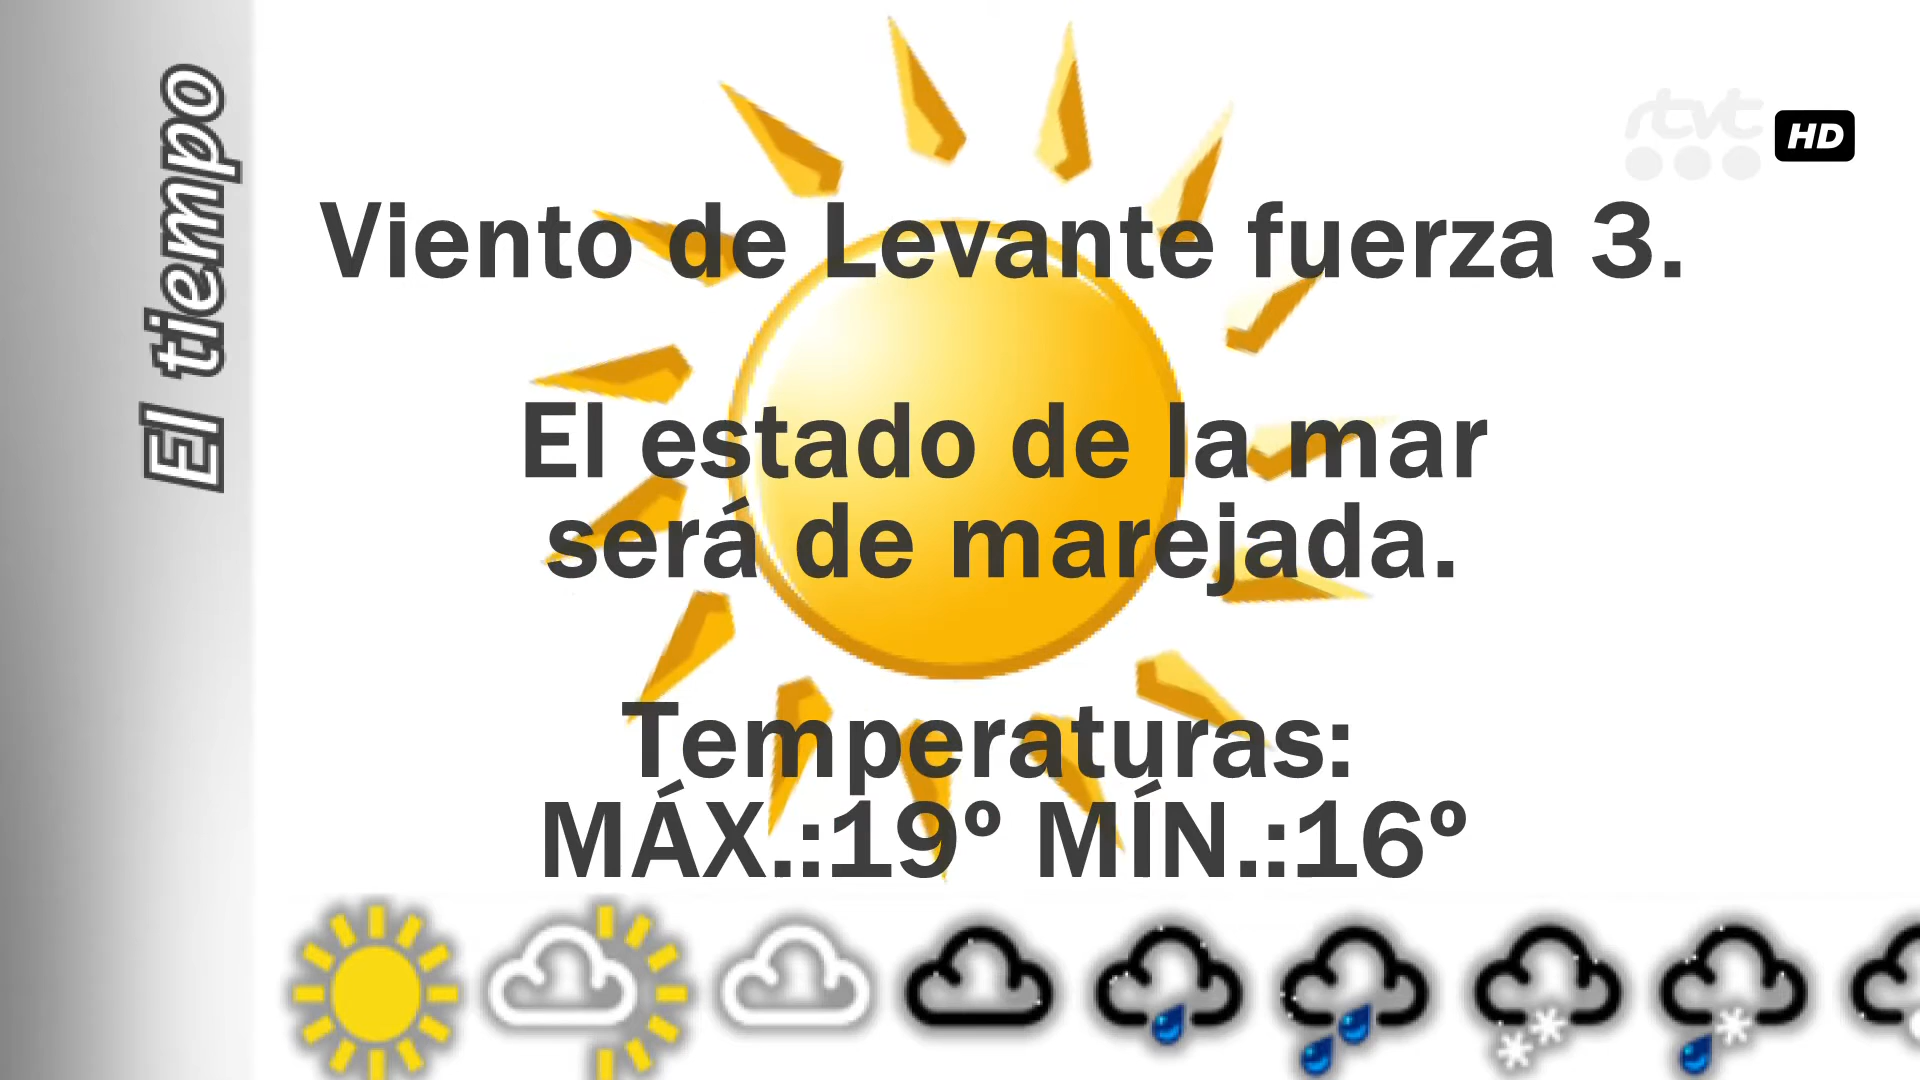 El tiempo
rtvt
HD
Viento de Levante fuerza 3.
El estado de la mar
será de marejada.
Temperaturas:
MÁX.:19º MÍN.:16º